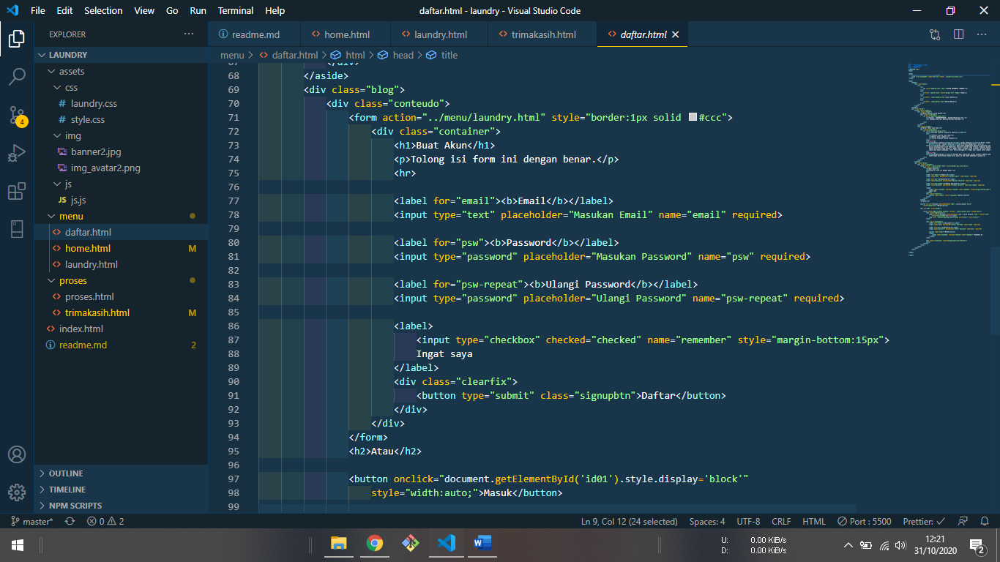 File Edit Selection View Go Run Terminal Help
daftar.html - laundry - Visual Studio Code
EXPLORER
LAUNDRY
assets
css
# laundry.css
# style.css
img
banner2.jpg
img_avatar2.png
js
JS js.js
menu
<> daftar.html
<> home.html M
<> laundry.html
proses
<> proses.html
<> trimakasih.html M
<> index.html
readme.md 2
OUTLINE
TIMELINE
NPM SCRIPTS
4
readme.md <> home.html <> laundry.html <> trimakasih.html <> daftar.html
menu > <> daftar.html > html > head > title
67 </div>
68 </aside>
69 <div class="blog">
70 <div class="conteudo">
71 <form action="../menu/laundry.html" style="border:1px solid #ccc">
72 <div class="container">
73 <h1>Buat Akun</h1>
74 <p>Tolong isi form ini dengan benar.</p>
75 <hr>
76
77 <label for="email"><b>Email</b></label>
78 <input type="text" placeholder="Masukan Email" name="email" required>
79
80 <label for="psw"><b>Password</b></label>
81 <input type="password" placeholder="Masukan Password" name="psw" required>
82
83 <label for="psw-repeat"><b>Ulangi Password</b></label>
84 <input type="password" placeholder="Ulangi Password" name="psw-repeat" required>
85
86 <label>
87 <input type="checkbox" checked="checked" name="remember" style="margin-bottom:15px">
88 Ingat saya
89 </label>
90 <div class="clearfix">
91 <button type="submit" class="signupbtn">Daftar</button>
92 </div>
93 </div>
94 </form>
95 <h2>Atau</h2>
96
97 <button onclick="document.getElementById('id01').style.display='block'"
98 style="width:auto;">Masuk</button>
99
master* 0 2 Ln 9, Col 12 (24 selected) Spaces: 4 UTF-8 CRLF HTML Port : 5500 Prettier: ✓
U: 0.00 KiB/s
D: 0.00 KiB/s
12:21
31/10/2020
2